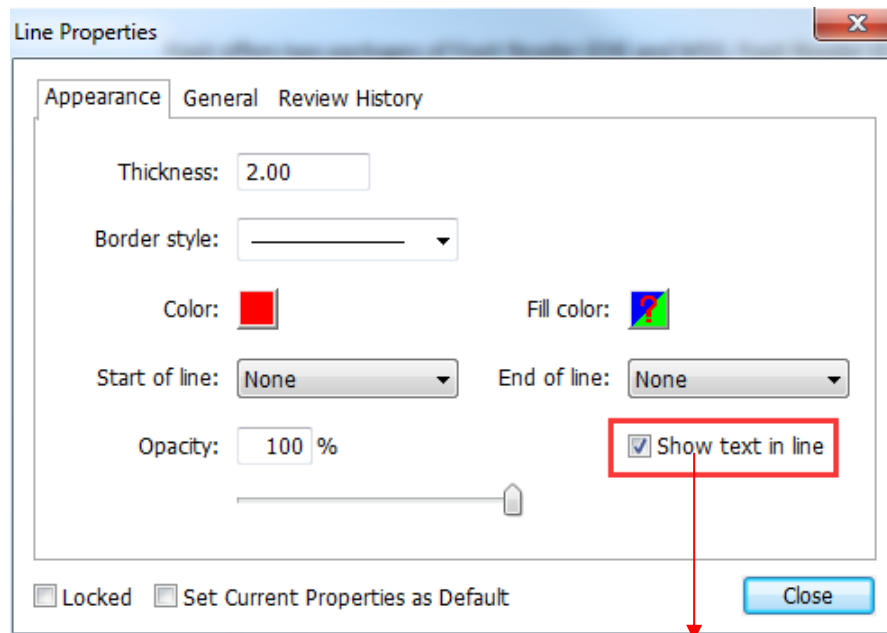 Line Properties
Appearance General Review History
Thickness: 2.00
Border style:
Color: Fill color: ?
Start of line: None End of line: None
Opacity: 100 % Show text in line
Locked Set Current Properties as Default Close